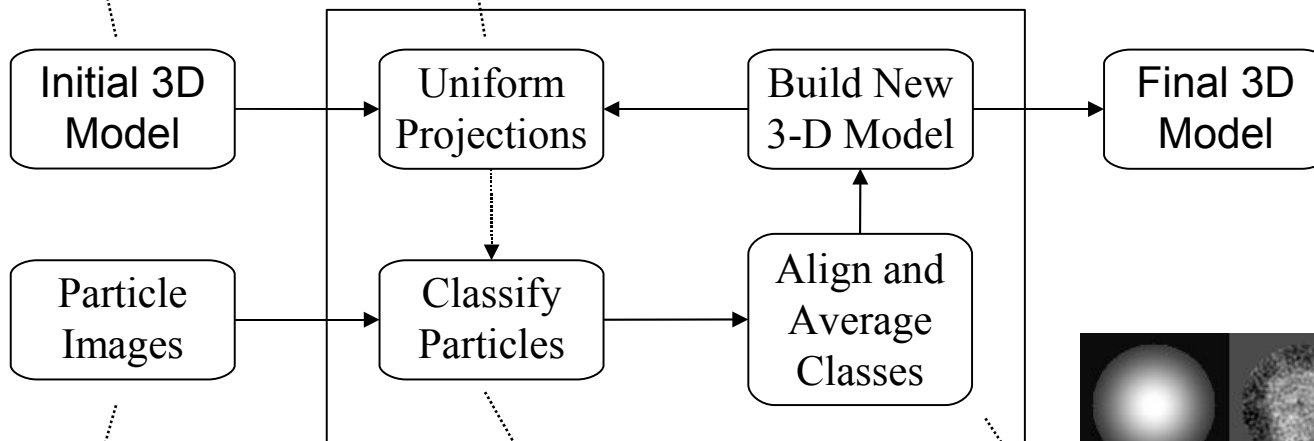 Initial 3D
Model
Uniform
Projections
Build New
3-D Model
Final 3D
Model
Particle
Images
Classify
Particles
Align and
Average
Classes